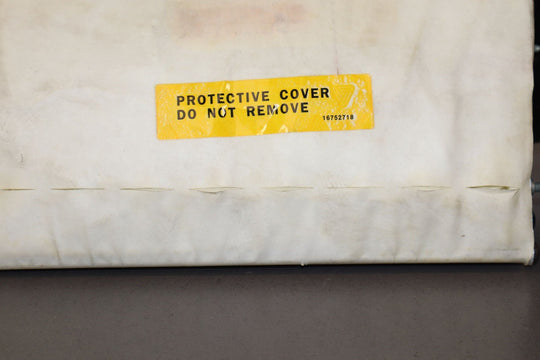 PROTECTIVE COVER
DO NOT REMOVE
16752718